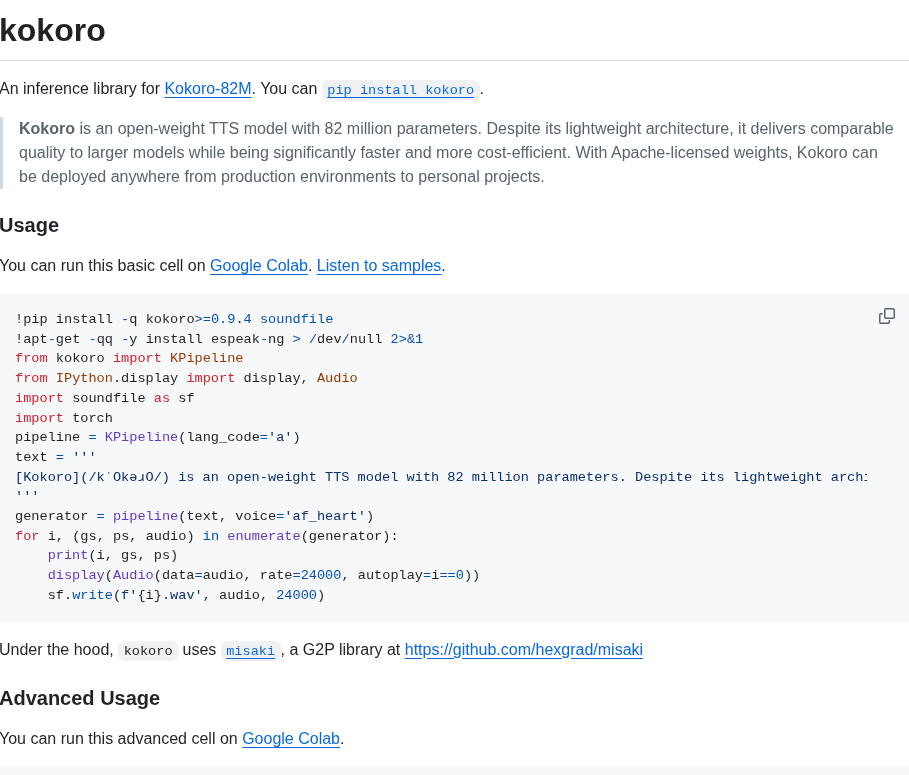 kokoro
An inference library for Kokoro-82M. You can pip install kokoro.
Kokoro is an open-weight TTS model with 82 million parameters. Despite its lightweight architecture, it delivers comparable
quality to larger models while being significantly faster and more cost-efficient. With Apache-licensed weights, Kokoro can
be deployed anywhere from production environments to personal projects.
Usage
You can run this basic cell on Google Colab. Listen to samples.
!pip install -q kokoro>=0.9.4 soundfile
!apt-get -qq -y install espeak-ng > /dev/null 2>&1
from kokoro import KPipeline
from IPython.display import display, Audio
import soundfile as sf
import torch
pipeline = KPipeline(lang_code='a')
text = '''
[Kokoro](/kˈOkəɹO/) is an open-weight TTS model with 82 million parameters. Despite its lightweight archi
'''
generator = pipeline(text, voice='af_heart')
for i, (gs, ps, audio) in enumerate(generator):
    print(i, gs, ps)
    display(Audio(data=audio, rate=24000, autoplay=i==0))
    sf.write(f'{i}.wav', audio, 24000)
Under the hood, kokoro uses misaki, a G2P library at https://github.com/hexgrad/misaki
Advanced Usage
You can run this advanced cell on Google Colab.